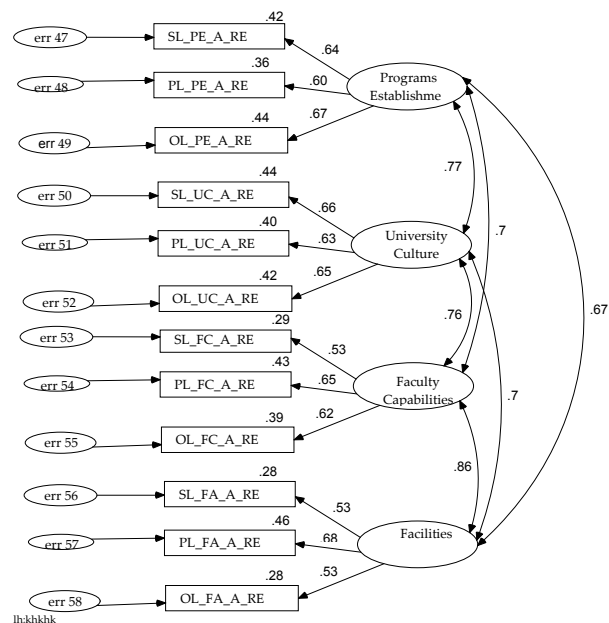 .42
err 47
SL_PE_A_RE
.64
.36
Programs
Establishme
err 48
PL_PE_A_RE
.60
.44
.67
err 49
OL_PE_A_RE
.77
.44
err 50
SL_UC_A_RE
.66
.40
University
Culture
.7
err 51
PL_UC_A_RE
.63
.42
.65
err 52
OL_UC_A_RE
.67
.76
.29
err 53
SL_FC_A_RE
.53
.43
Faculty
Capabilities
err 54
PL_FC_A_RE
.65
.7
.39
.62
err 55
OL_FC_A_RE
.86
.28
err 56
SL_FA_A_RE
.53
.46
Facilities
err 57
PL_FA_A_RE
.68
.28
.53
err 58
OL_FA_A_RE
lh;khkhk